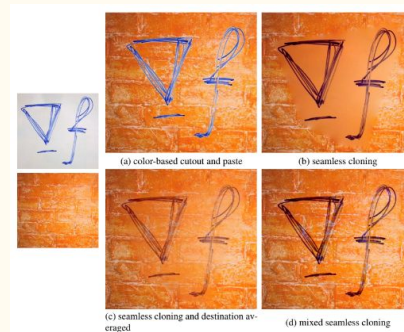 ∇ f
(a) color-based cutout and paste
∇ f
(b) seamless cloning
∇ f
∇ f
(c) seamless cloning and destination av-
eraged
∇ f
(d) mixed seamless cloning